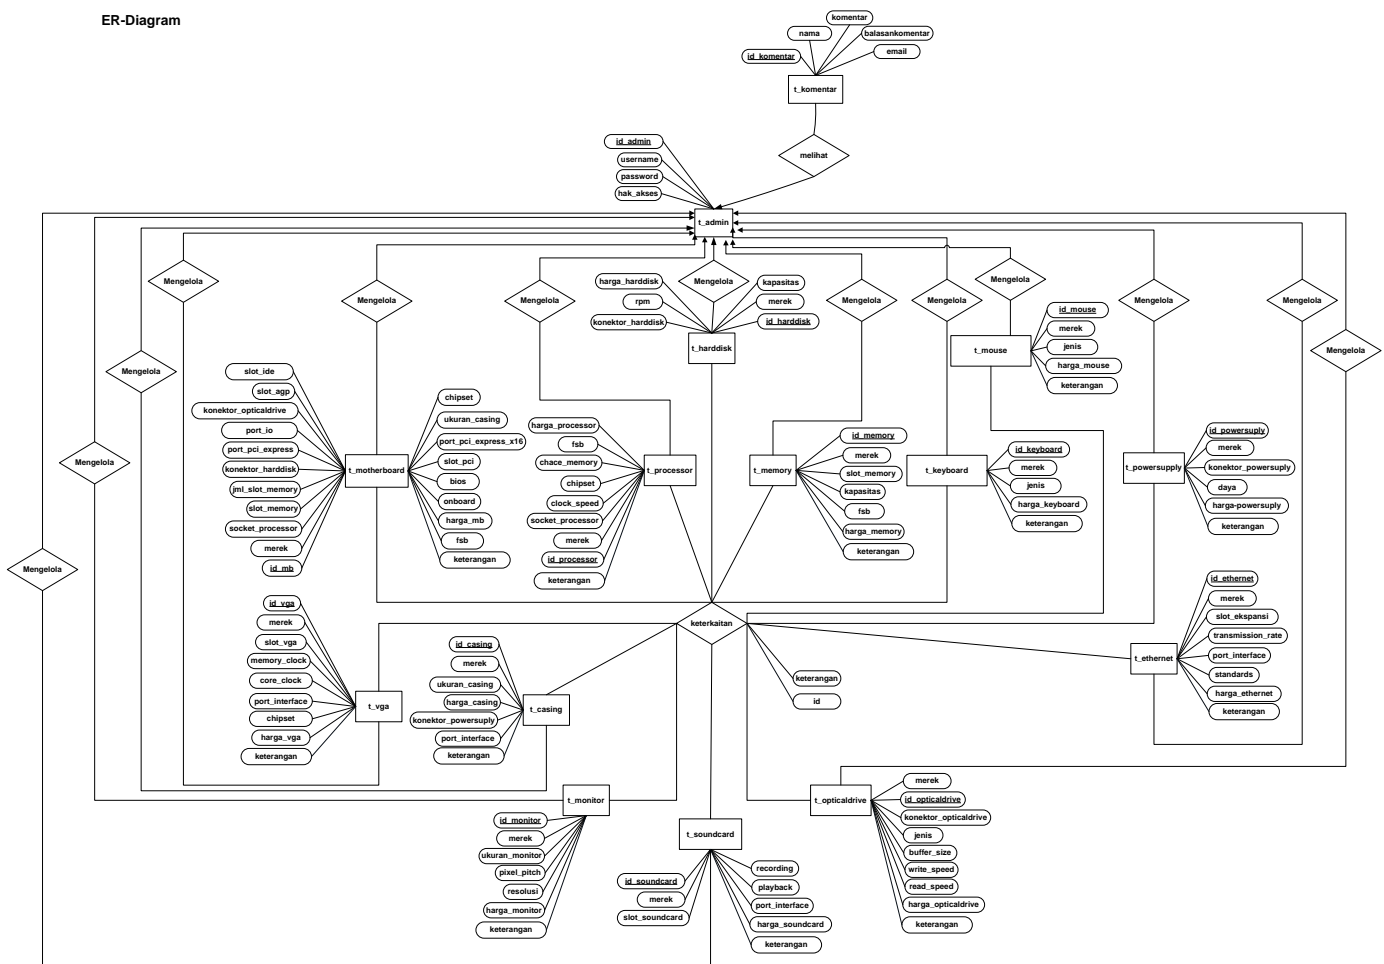 ER-Diagram
komentar
nama
balasankomentar
email
id_komentar
t_komentar
melihat
id_admin
username
password
hak_akses
t_admin
Mengelola
Mengelola
Mengelola
Mengelola
Mengelola
Mengelola
Mengelola
Mengelola
Mengelola
Mengelola
Mengelola
Mengelola
Mengelola
Mengelola
harga_harddisk
rpm
konektor_harddisk
kapasitas
merek
id_harddisk
t_harddisk
id_mouse
merek
jenis
harga_mouse
keterangan
t_mouse
slot_ide
slot_agp
konektor_opticaldrive
port_io
port_pci_express
konektor_harddisk
jml_slot_memory
slot_memory
socket_processor
merek
id_mb
t_motherboard
chipset
ukuran_casing
port_pci_express_x16
slot_pci
bios
onboard
harga_mb
fsb
keterangan
harga_processor
fsb
chace_memory
chipset
clock_speed
socket_processor
merek
id_processor
keterangan
t_processor
t_memory
id_memory
merek
slot_memory
kapasitas
fsb
harga_memory
keterangan
t_keyboard
id_keyboard
merek
jenis
harga_keyboard
keterangan
t_powersupply
id_powersuply
merek
konektor_powersuply
daya
harga-powersuply
keterangan
keterkaitan
keterangan
id
t_ethernet
id_ethernet
merek
slot_ekspansi
transmission_rate
port_interface
standards
harga_ethernet
keterangan
id_vga
merek
slot_vga
memory_clock
core_clock
port_interface
chipset
harga_vga
keterangan
t_vga
id_casing
merek
ukuran_casing
harga_casing
konektor_powersuply
port_interface
keterangan
t_casing
t_monitor
id_monitor
merek
ukuran_monitor
pixel_pitch
resolusi
harga_monitor
keterangan
t_soundcard
id_soundcard
merek
slot_soundcard
recording
playback
port_interface
harga_soundcard
keterangan
t_opticaldrive
merek
id_opticaldrive
konektor_opticaldrive
jenis
buffer_size
write_speed
read_speed
harga_opticaldrive
keterangan